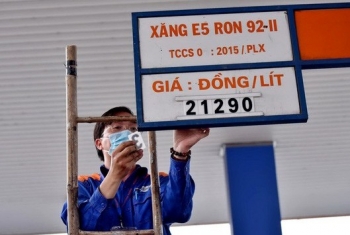 XĂNG E5 RON 92-II
TCCS 0 : 2015 / PLX
GIÁ : ĐỒNG/LÍT
21290